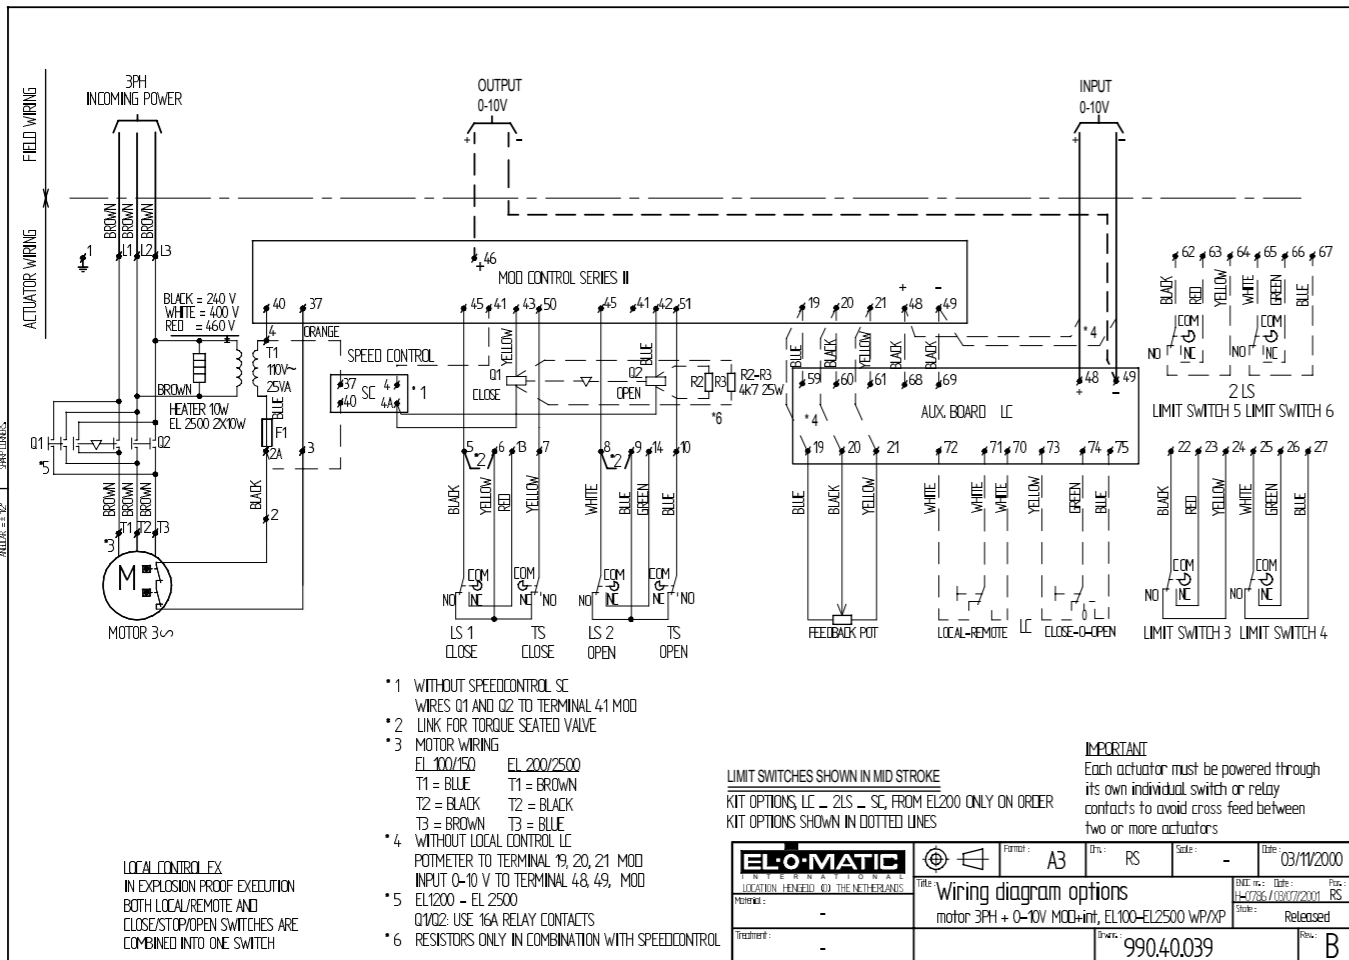 3PH
INCOMING POWER
OUTPUT
0-10V
+ -
INPUT
0-10V
+ -
FIELD WIRING
ACTUATOR WIRING
BROWN BROWN BROWN
1 L1 L2 L3
46
+
MOD CONTROL SERIES II
40 37
45 41 43 50
45 41 42 51
19 20 21 48 49
+ -
62 63 64 65 66 67
BLACK RED YELLOW WHITE GREEN BLUE
COM COM
NO NC NO NC
2 LS
LIMIT SWITCH 5 LIMIT SWITCH 6
BLACK = 240 V
WHITE = 400 V
RED = 460 V
4
ORANGE
T1
110V~
25VA
BROWN
HEATER 10W
EL 2500 2X10W
BLUE
F1
2A
3
BLACK
2
SPEED CONTROL
37 4
40 SC 4A
*1
YELLOW
Q1
CLOSE
BLUE
Q2
OPEN
R2 R3
R2-R3
4k7 25W
*6
BLUE BLACK YELLOW BLACK BLACK
*4
59 60 61 68 69
48 49
+ -
AUX. BOARD LC
*4
19 20 21 72 71 70 73 74 75
22 23 24 25 26 27
Q1 Q2
*5
BROWN BROWN BROWN
T1 T2 T3
*3
M
MOTOR 3
5 *2 6 13 7
8 *2 9 14 10
BLACK YELLOW RED YELLOW
WHITE BLUE GREEN BLUE
BLUE BLACK YELLOW
WHITE WHITE WHITE YELLOW GREEN BLUE
BLACK RED YELLOW WHITE GREEN BLUE
COM COM COM COM
NO NC NC NO NO NC NC NO
LS 1
CLOSE
TS
CLOSE
LS 2
OPEN
TS
OPEN
FEEDBACK POT
LOCAL-REMOTE LC CLOSE-O-OPEN
COM COM
NO NC NO NC
LIMIT SWITCH 3 LIMIT SWITCH 4
*1 WITHOUT SPEEDCONTROL SC
WIRES Q1 AND Q2 TO TERMINAL 41 MOD
*2 LINK FOR TORQUE SEATED VALVE
*3 MOTOR WIRING
EL 100/150 EL 200/2500
T1 = BLUE T1 = BROWN
T2 = BLACK T2 = BLACK
T3 = BROWN T3 = BLUE
*4 WITHOUT LOCAL CONTROL LC
POTMETER TO TERMINAL 19, 20, 21 MOD
INPUT 0-10 V TO TERMINAL 48, 49, MOD
*5 EL1200 - EL 2500
Q1/Q2: USE 16A RELAY CONTACTS
*6 RESISTORS ONLY IN COMBINATION WITH SPEEDCONTROL
LOCAL CONTROL EX
IN EXPLOSION PROOF EXECUTION
BOTH LOCAL/REMOTE AND
CLOSE/STOP/OPEN SWITCHES ARE
COMBINED INTO ONE SWITCH
LIMIT SWITCHES SHOWN IN MID STROKE
KIT OPTIONS, LC _ 2LS _ SC, FROM EL200 ONLY ON ORDER
KIT OPTIONS SHOWN IN DOTTED LINES
IMPORTANT
Each actuator must be powered through
its own individual switch or relay
contacts to avoid cross feed between
two or more actuators
EL·O·MATIC
INTERNATIONAL
LOCATION HENGELO (O) THE NETHERLANDS
Material: -
Treatment: -
Format: A3
RS
Scale: -
Date: 03/11/2000
Title: Wiring diagram options
motor 3PH + 0-10V MOD+int, EL100-EL2500 WP/XP
Date:
H-0786 / 03/07/2001 RS
State: Released
990.40.039
Rev.: B